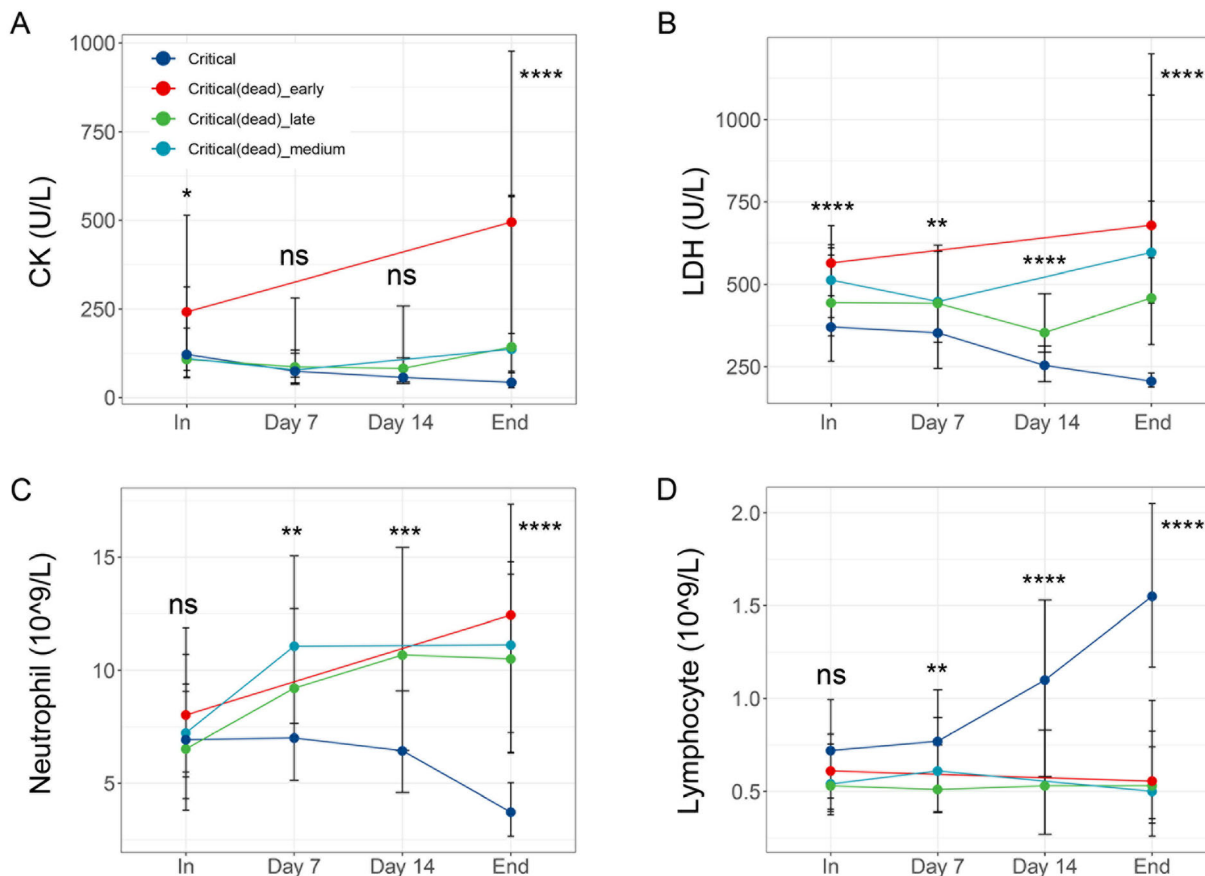 A
CK (U/L)
1000
750
500
250
0
Critical
Critical(dead)_early
Critical(dead)_late
Critical(dead)_medium
*
ns
ns
****
In
Day 7
Day 14
End
B
LDH (U/L)
1000
750
500
250
****
**
****
****
In
Day 7
Day 14
End
C
Neutrophil (10^9/L)
15
10
5
ns
**
***
****
In
Day 7
Day 14
End
D
Lymphocyte (10^9/L)
2.0
1.5
1.0
0.5
ns
**
****
****
In
Day 7
Day 14
End